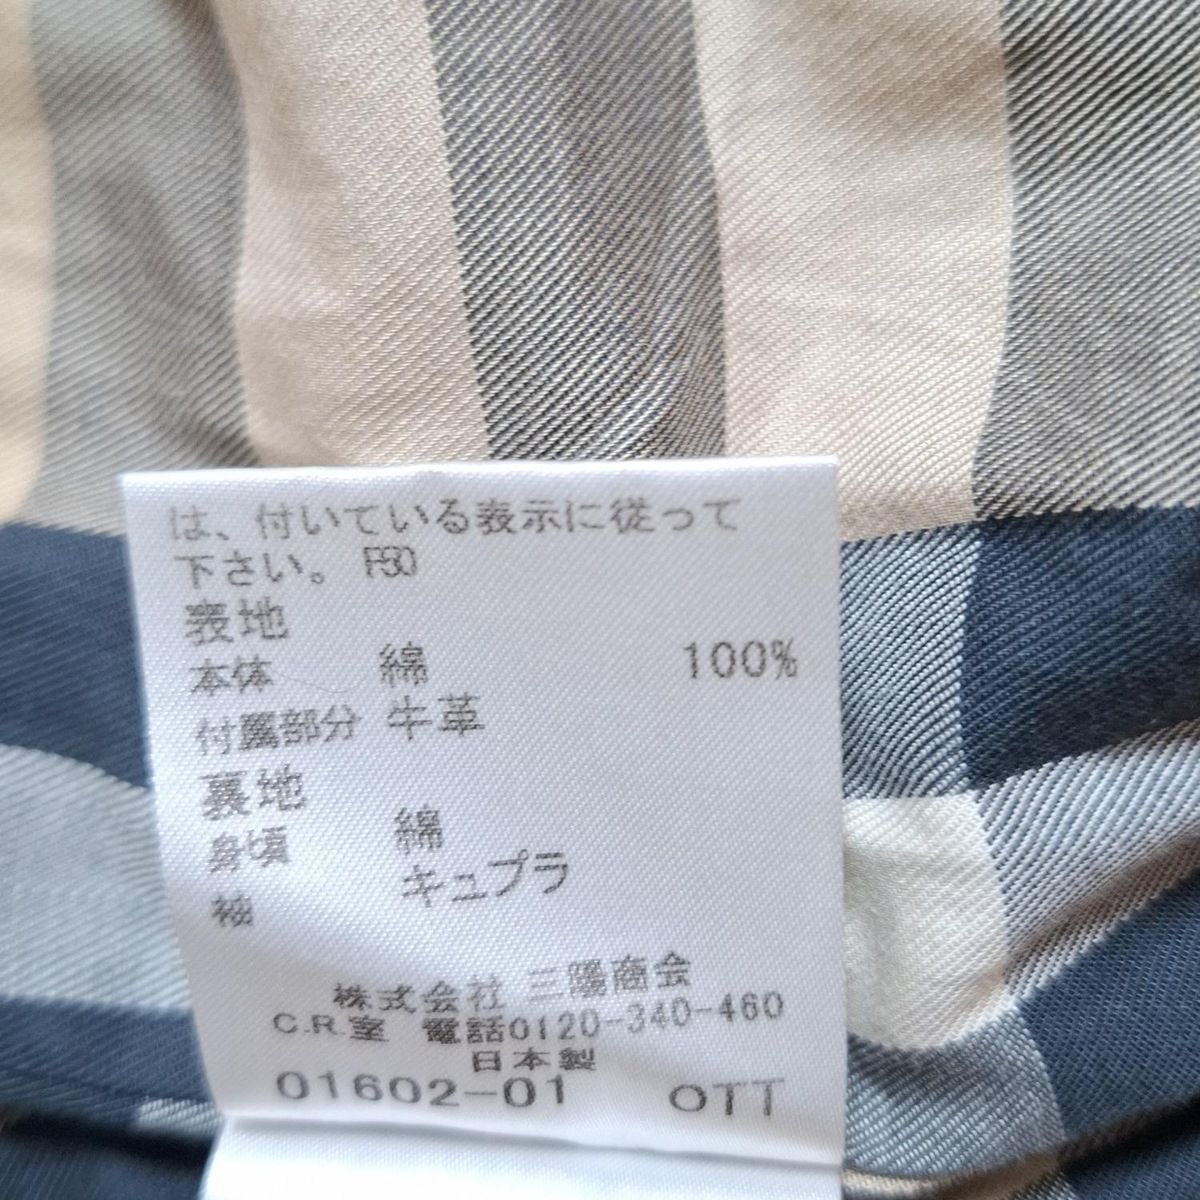 は、付いている表示に従って
下さい。 P50
表地
本体 綿 100%
付属部分 牛革
裏地
身頃 綿
袖 キュプラ
株式会社 三陽商会
C.R.室 電話0120-340-460
日本製
01602-01 OTT